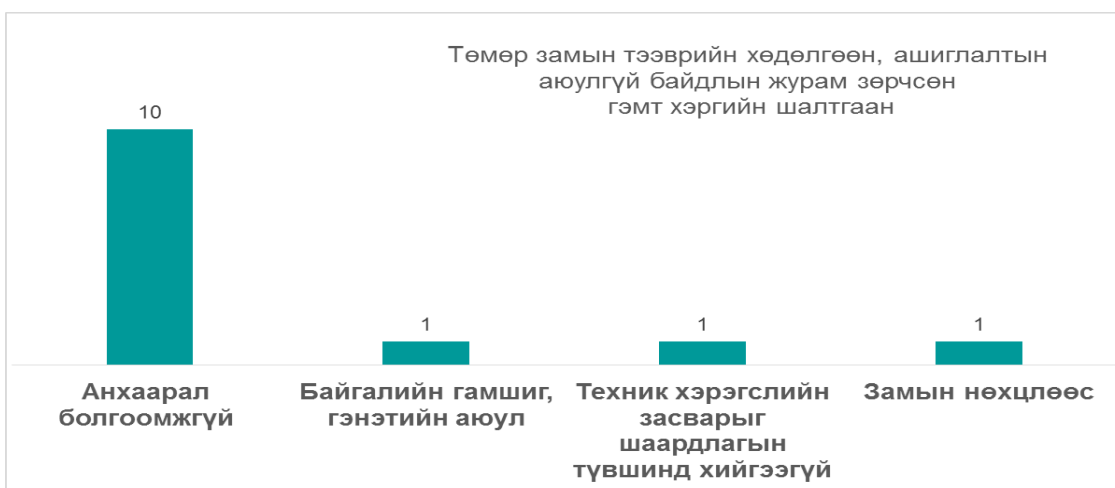 Төмөр замын тээврийн хөдөлгөөн, ашиглалтын
аюулгүй байдлын журам зөрчсөн
гэмт хэргийн шалтгаан
10
1
1
1
Анхаарал
болгоомжгүй
Байгалийн гамшиг,
гэнэтийн аюул
Техник хэрэгслийн
засварыг
шаардлагын
түвшинд хийгээгүй
Замын нөхцлөөс